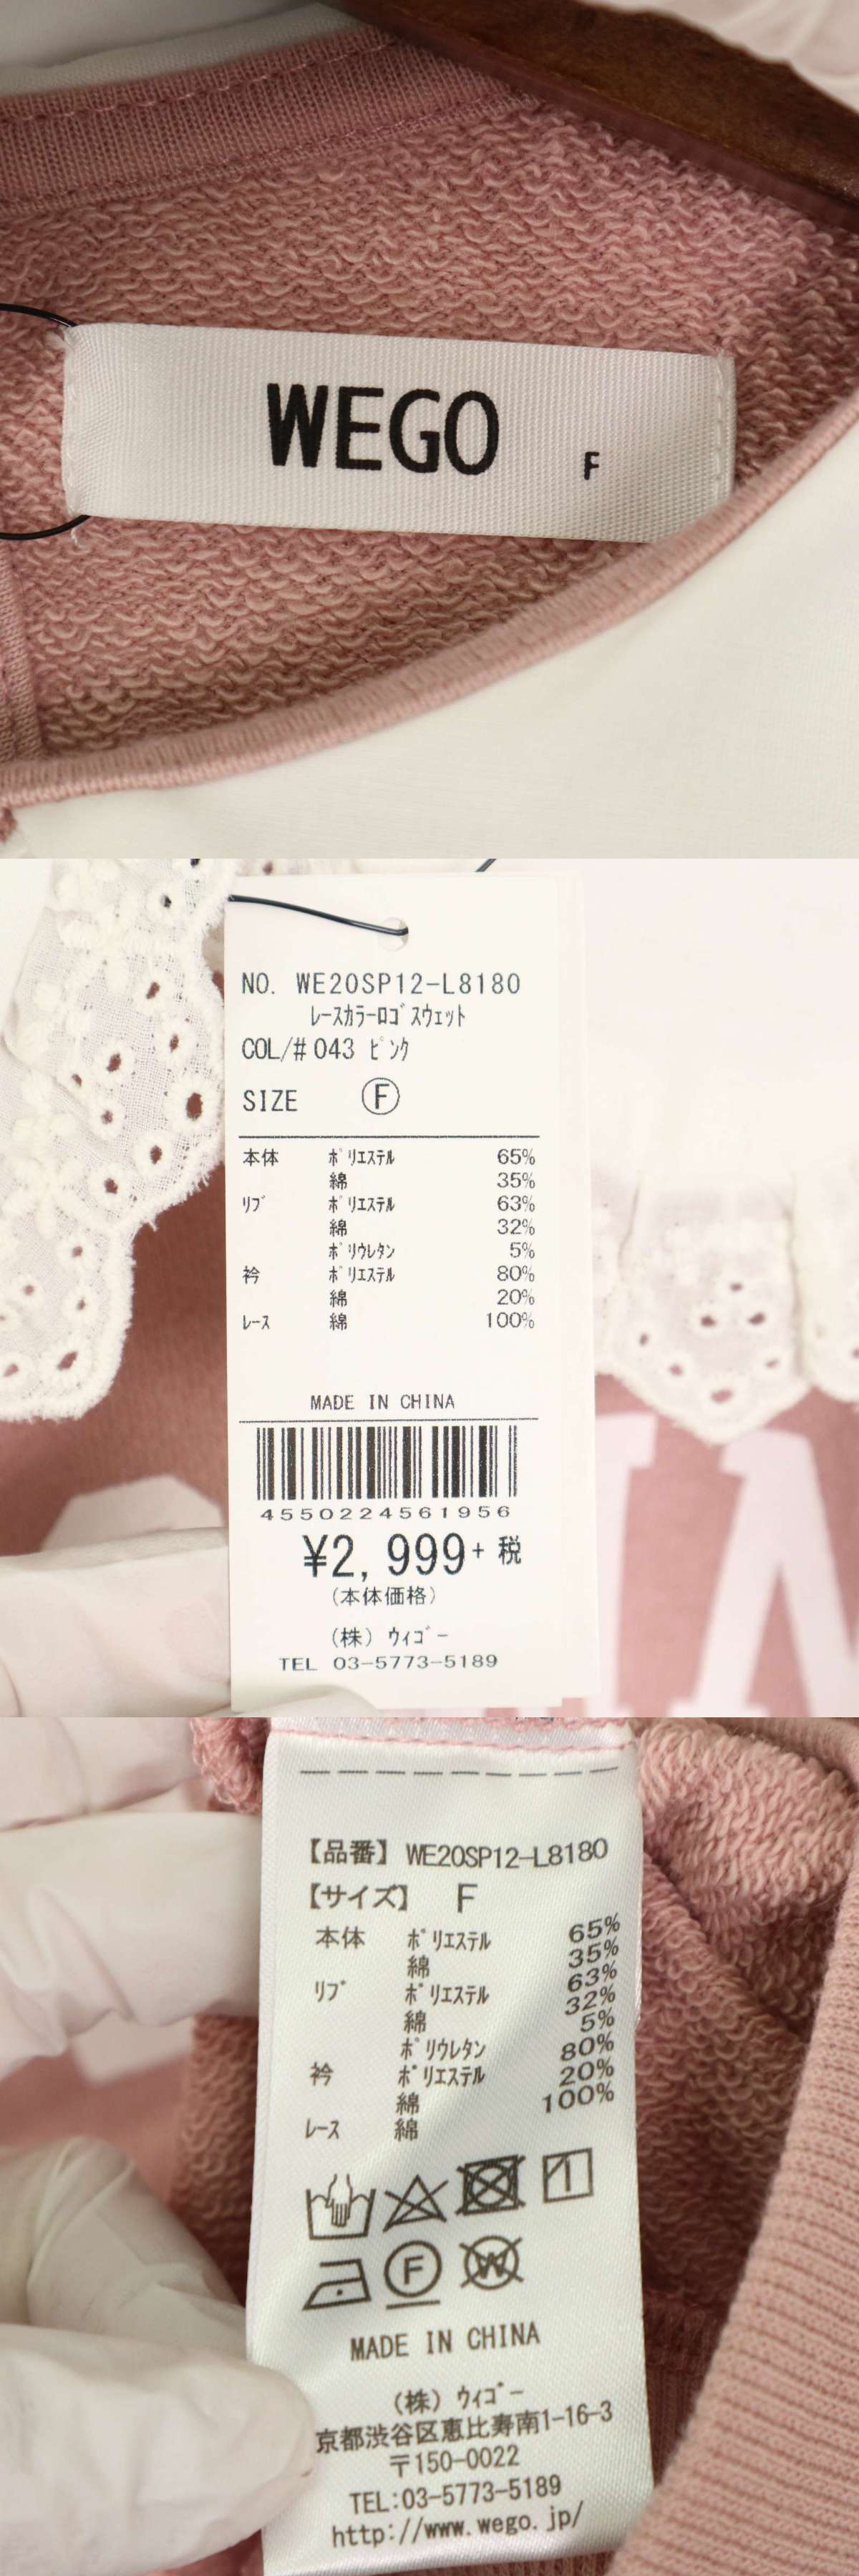 WEGO
F
NO. WE20SP12-L8180
レースカラーロゴスウェット
COL/#043 ピンク
SIZE Ⓕ
本体 ポリエステル 65%
綿 35%
リブ ポリエステル 63%
綿 32%
ポリウレタン 5%
衿 ポリエステル 80%
綿 20%
レース 綿 100%
MADE IN CHINA
4550224561956
¥2,999+税
(本体価格)
(株) ウィゴー
TEL 03-5773-5189
【品番】 WE20SP12-L8180
【サイズ】 F
本体 ポリエステル 65%
綿 35%
リブ ポリエステル 63%
綿 32%
ポリウレタン 5%
衿 ポリエステル 80%
綿 20%
レース 綿 100%
F
W
MADE IN CHINA
(株) ウィゴー
京都渋谷区恵比寿南1-16-3
〒150-0022
TEL:03-5773-5189
http://www.wego.jp/